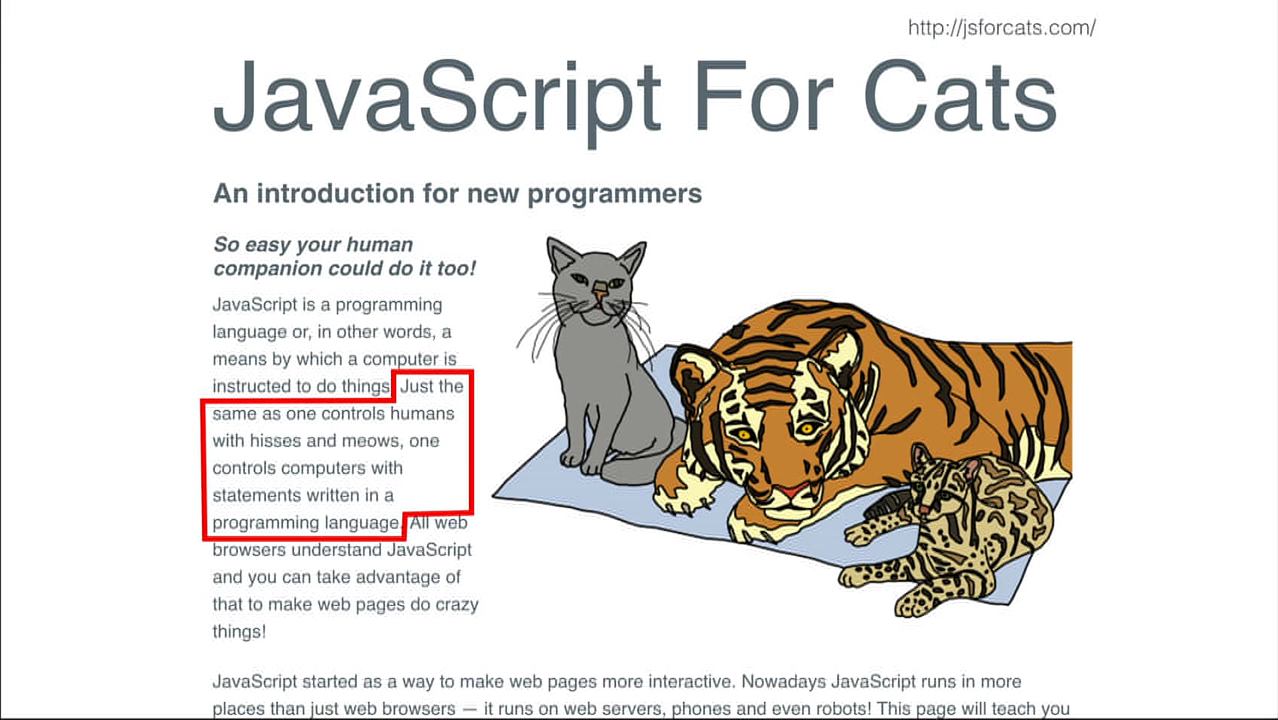 http://jsforcats.com/
JavaScript For Cats
An introduction for new programmers
So easy your human
companion could do it too!
JavaScript is a programming
language or, in other words, a
means by which a computer is
instructed to do things. Just the
same as one controls humans
with hisses and meows, one
controls computers with
statements written in a
programming language. All web
browsers understand JavaScript
and you can take advantage of
that to make web pages do crazy
things!
JavaScript started as a way to make web pages more interactive. Nowadays JavaScript runs in more
places than just web browsers — it runs on web servers, phones and even robots! This page will teach you